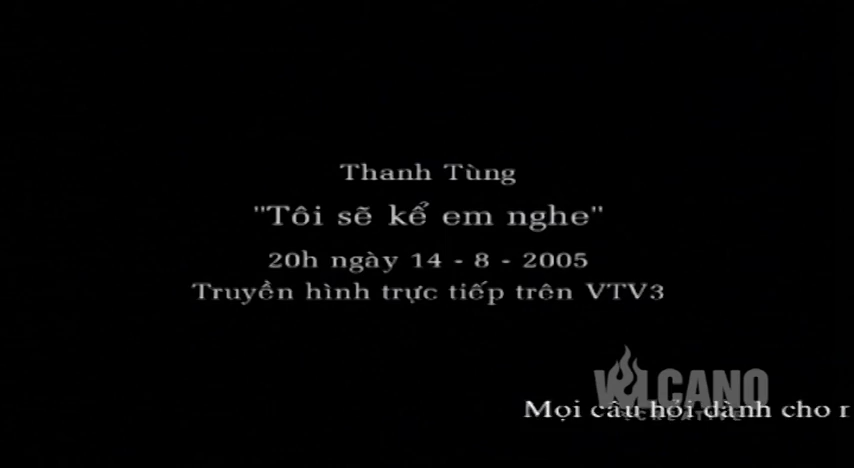 Thanh Tùng
"Tôi sẽ kể em nghe"
20h ngày 14 - 8 - 2005
Truyền hình trực tiếp trên VTV3
VOLCANO
CREATIVE
Mọi câu hỏi dành cho